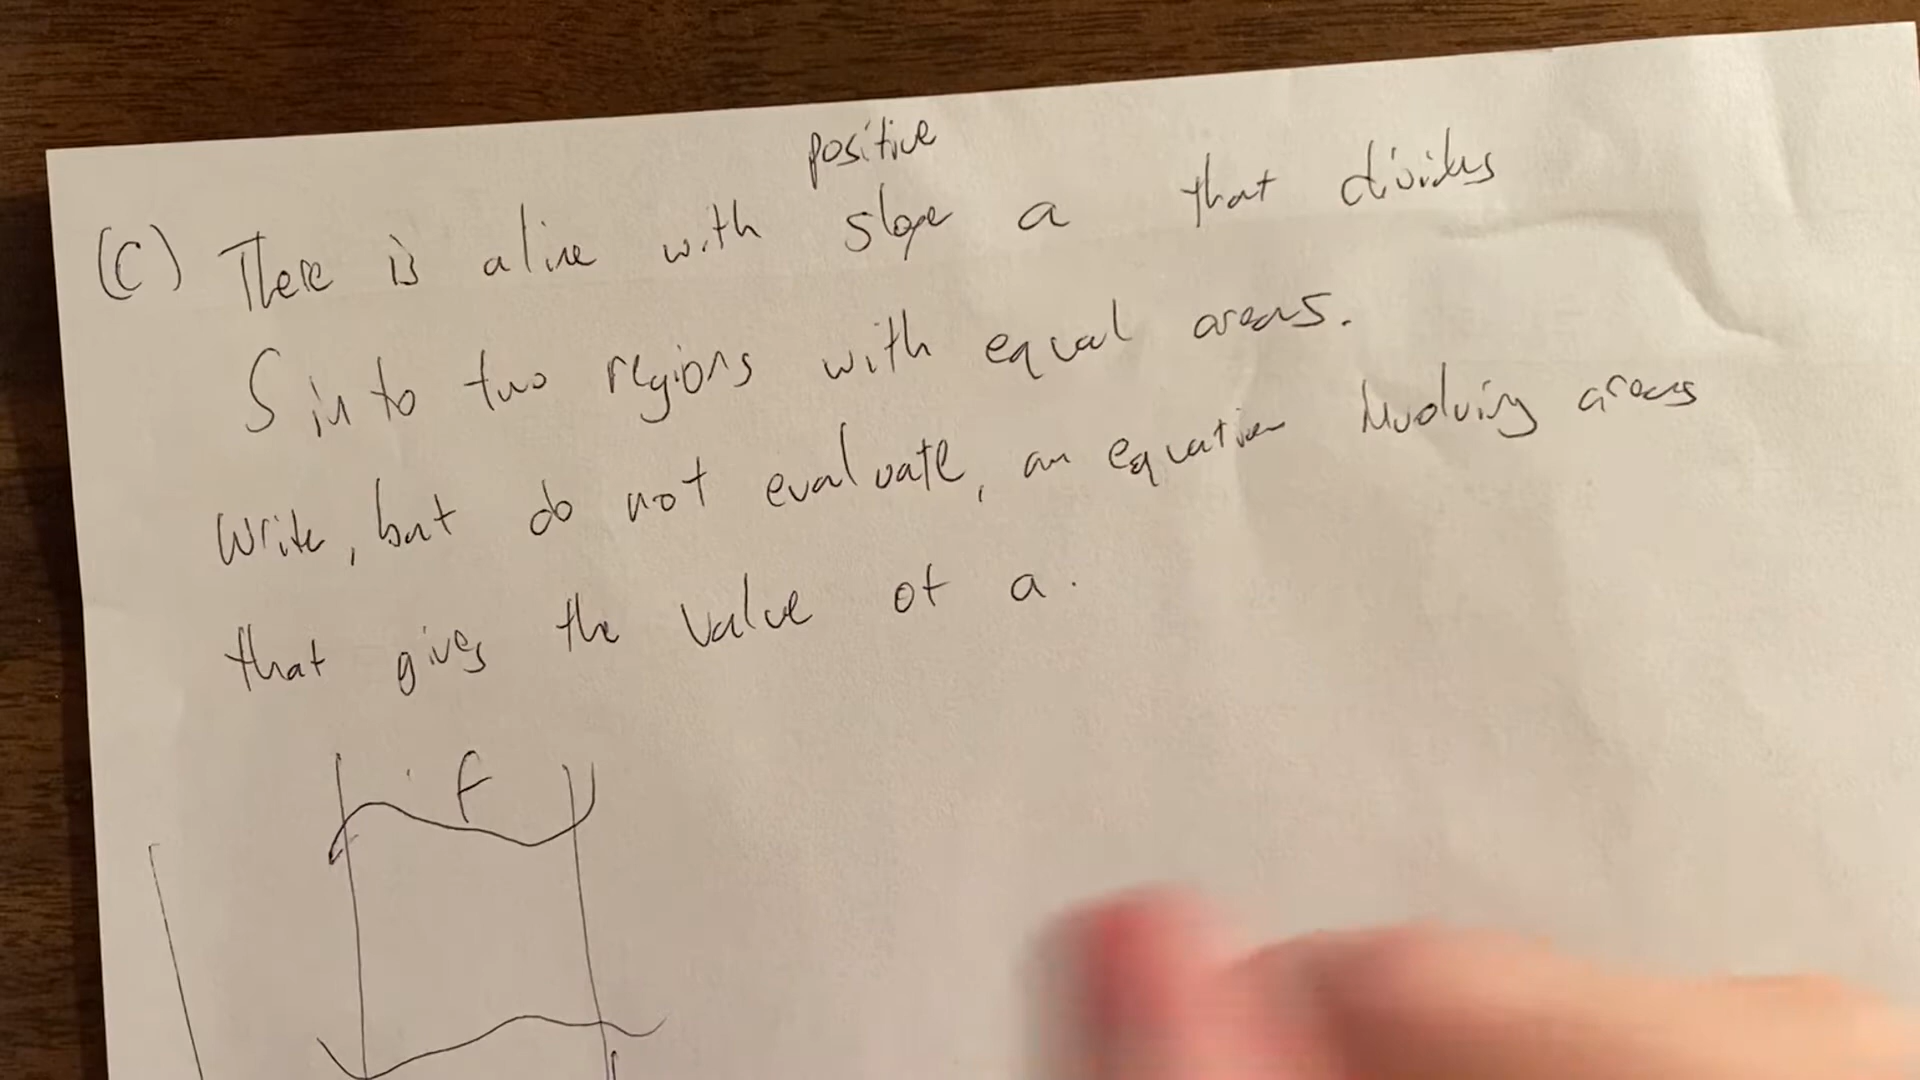 positive
(C) There is a line with slope a that divides
S into two regions with equal areas.
Write, but do not evaluate, an equation involving areas
that gives the value of a.
f